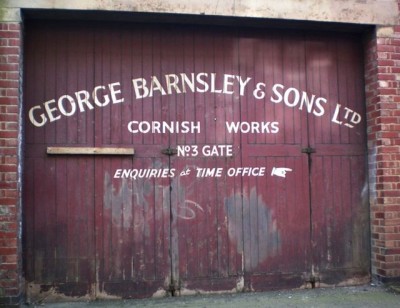 GEORGE BARNSLEY & SONS LTD
CORNISH WORKS
No3 GATE
ENQUIRIES at TIME OFFICE